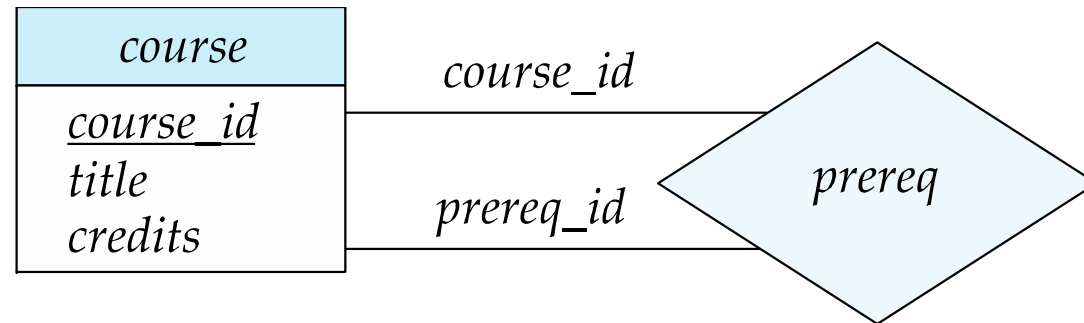 course
course_id
title
credits
course_id
prereq_id
prereq